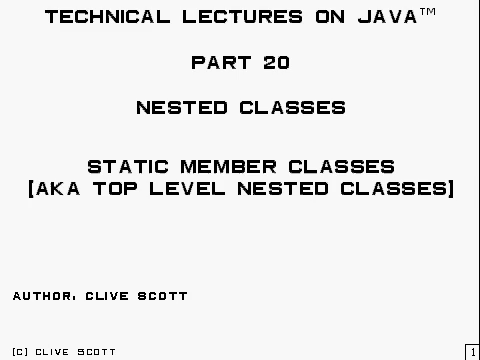 TECHNICAL LECTURES ON JAVA™
PART 20
NESTED CLASSES
STATIC MEMBER CLASSES
[AKA TOP LEVEL NESTED CLASSES]
AUTHOR: CLIVE SCOTT
(C) CLIVE SCOTT
1